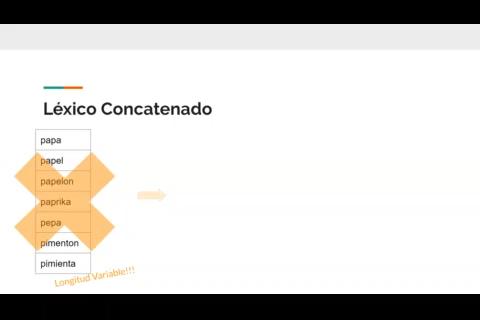 Léxico Concatenado
papa
papel
papelon
paprika
pepa
pimenton
pimienta
Longitud Variable!!!